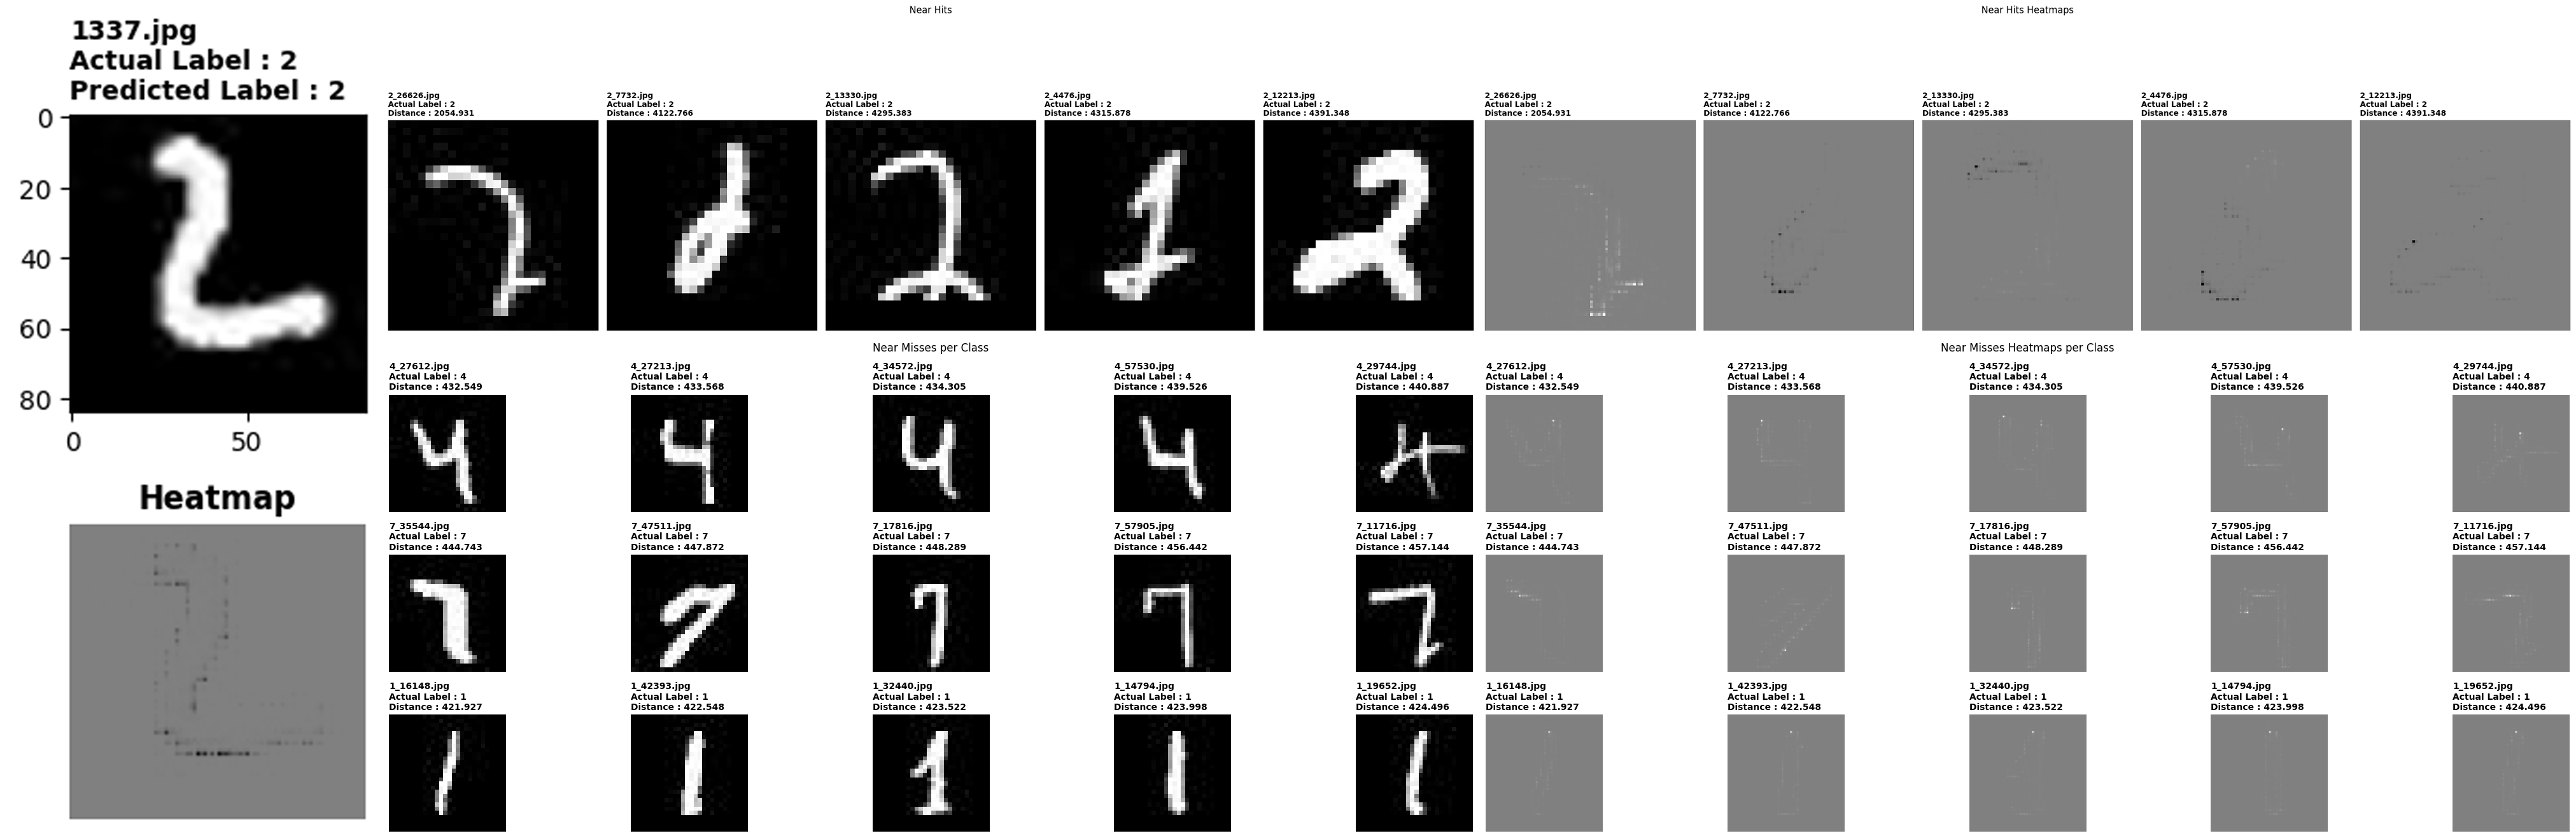 Near Hits
Near Hits Heatmaps
1337.jpg
Actual Label : 2
Predicted Label : 2
0
20
40
60
80
0
50
Heatmap
2_26626.jpg
Actual Label : 2
Distance : 2054.931
2_7732.jpg
Actual Label : 2
Distance : 4122.766
2_13330.jpg
Actual Label : 2
Distance : 4295.383
2_4476.jpg
Actual Label : 2
Distance : 4315.878
2_12213.jpg
Actual Label : 2
Distance : 4391.348
2_26626.jpg
Actual Label : 2
Distance : 2054.931
2_7732.jpg
Actual Label : 2
Distance : 4122.766
2_13330.jpg
Actual Label : 2
Distance : 4295.383
2_4476.jpg
Actual Label : 2
Distance : 4315.878
2_12213.jpg
Actual Label : 2
Distance : 4391.348
Near Misses per Class
Near Misses Heatmaps per Class
4_27612.jpg
Actual Label : 4
Distance : 432.549
4_27213.jpg
Actual Label : 4
Distance : 433.568
4_34572.jpg
Actual Label : 4
Distance : 434.305
4_57530.jpg
Actual Label : 4
Distance : 439.526
4_29744.jpg
Actual Label : 4
Distance : 440.887
4_27612.jpg
Actual Label : 4
Distance : 432.549
4_27213.jpg
Actual Label : 4
Distance : 433.568
4_34572.jpg
Actual Label : 4
Distance : 434.305
4_57530.jpg
Actual Label : 4
Distance : 439.526
4_29744.jpg
Actual Label : 4
Distance : 440.887
7_35544.jpg
Actual Label : 7
Distance : 444.743
7_47511.jpg
Actual Label : 7
Distance : 447.872
7_17816.jpg
Actual Label : 7
Distance : 448.289
7_57905.jpg
Actual Label : 7
Distance : 456.442
7_11716.jpg
Actual Label : 7
Distance : 457.144
7_35544.jpg
Actual Label : 7
Distance : 444.743
7_47511.jpg
Actual Label : 7
Distance : 447.872
7_17816.jpg
Actual Label : 7
Distance : 448.289
7_57905.jpg
Actual Label : 7
Distance : 456.442
7_11716.jpg
Actual Label : 7
Distance : 457.144
1_16148.jpg
Actual Label : 1
Distance : 421.927
1_42393.jpg
Actual Label : 1
Distance : 422.548
1_32440.jpg
Actual Label : 1
Distance : 423.522
1_14794.jpg
Actual Label : 1
Distance : 423.998
1_19652.jpg
Actual Label : 1
Distance : 424.496
1_16148.jpg
Actual Label : 1
Distance : 421.927
1_42393.jpg
Actual Label : 1
Distance : 422.548
1_32440.jpg
Actual Label : 1
Distance : 423.522
1_14794.jpg
Actual Label : 1
Distance : 423.998
1_19652.jpg
Actual Label : 1
Distance : 424.496